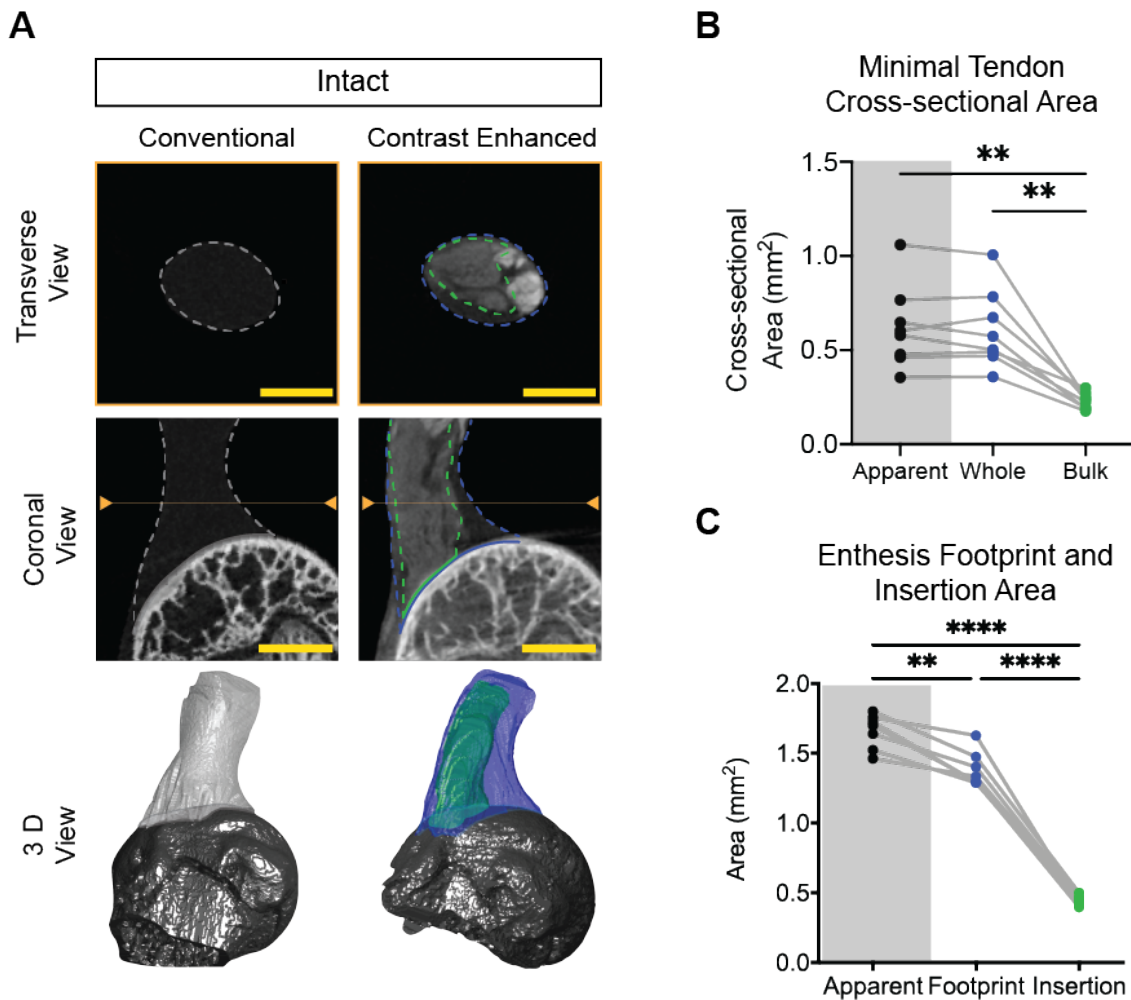 A
Intact
Conventional
Contrast Enhanced
Transverse
View
Coronal
View
3 D
View
B
Minimal Tendon
Cross-sectional Area
**
**
Cross-sectional
Area (mm²)
1.5
1.0
0.5
0.0
Apparent
Whole
Bulk
C
Enthesis Footprint and
Insertion Area
****
**
****
Area (mm²)
2.0
1.5
1.0
0.5
0.0
Apparent
Footprint
Insertion